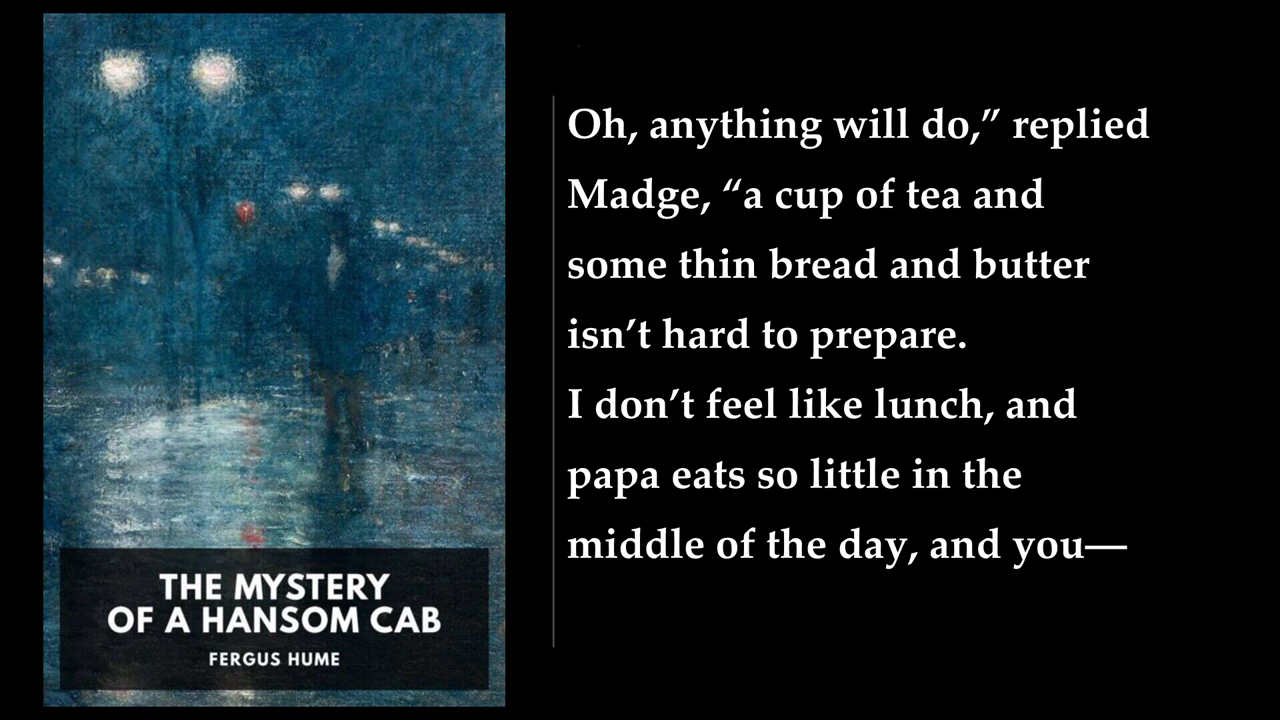 Oh, anything will do,” replied
Madge, “a cup of tea and
some thin bread and butter
isn’t hard to prepare.
I don’t feel like lunch, and
papa eats so little in the
middle of the day, and you—
THE MYSTERY
OF A HANSOM CAB
FERGUS HUME